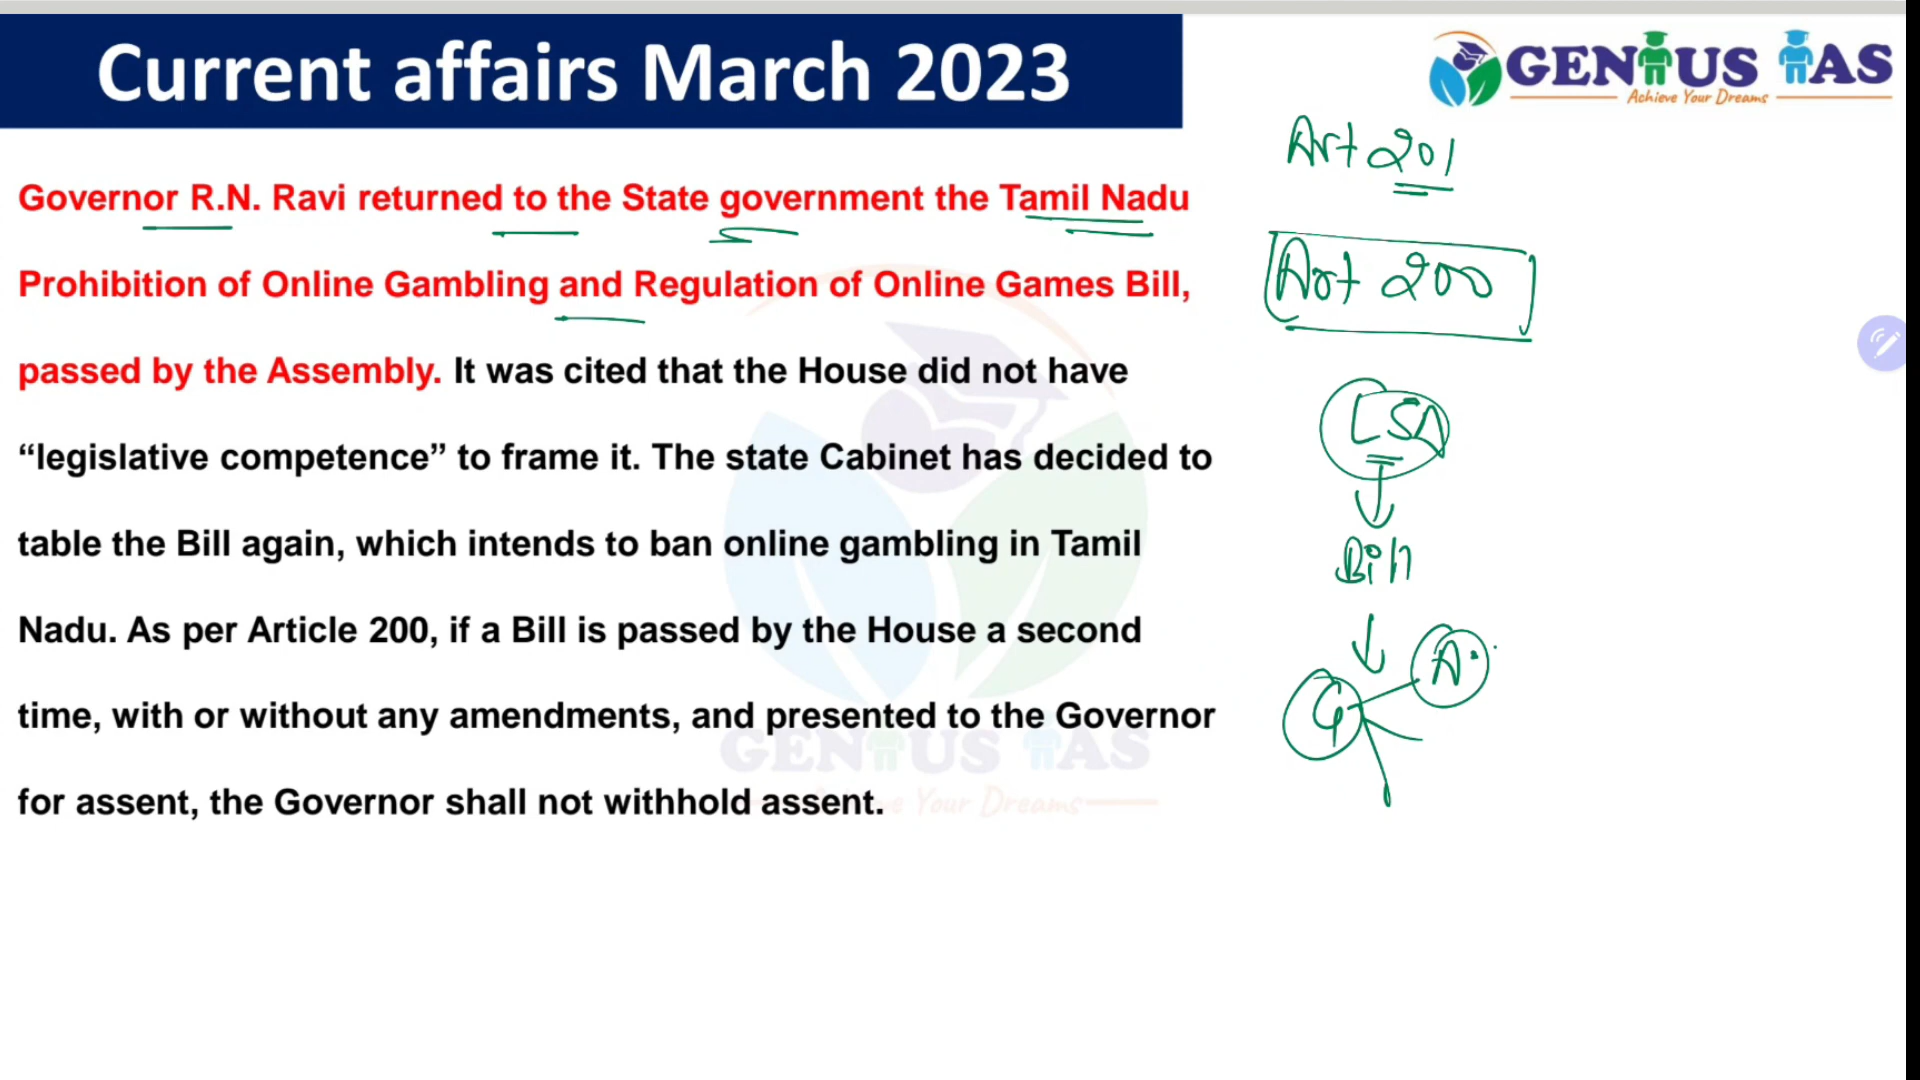 Current affairs March 2023
GENIUS IAS
Achieve Your Dreams
Governor R.N. Ravi returned to the State government the Tamil Nadu
Prohibition of Online Gambling and Regulation of Online Games Bill,
passed by the Assembly. It was cited that the House did not have
“legislative competence” to frame it. The state Cabinet has decided to
table the Bill again, which intends to ban online gambling in Tamil
Nadu. As per Article 200, if a Bill is passed by the House a second
time, with or without any amendments, and presented to the Governor
for assent, the Governor shall not withhold assent.
GENIUS IAS
Achieve Your Dreams
Art 201
Art 200
LSA
Bill
A
G